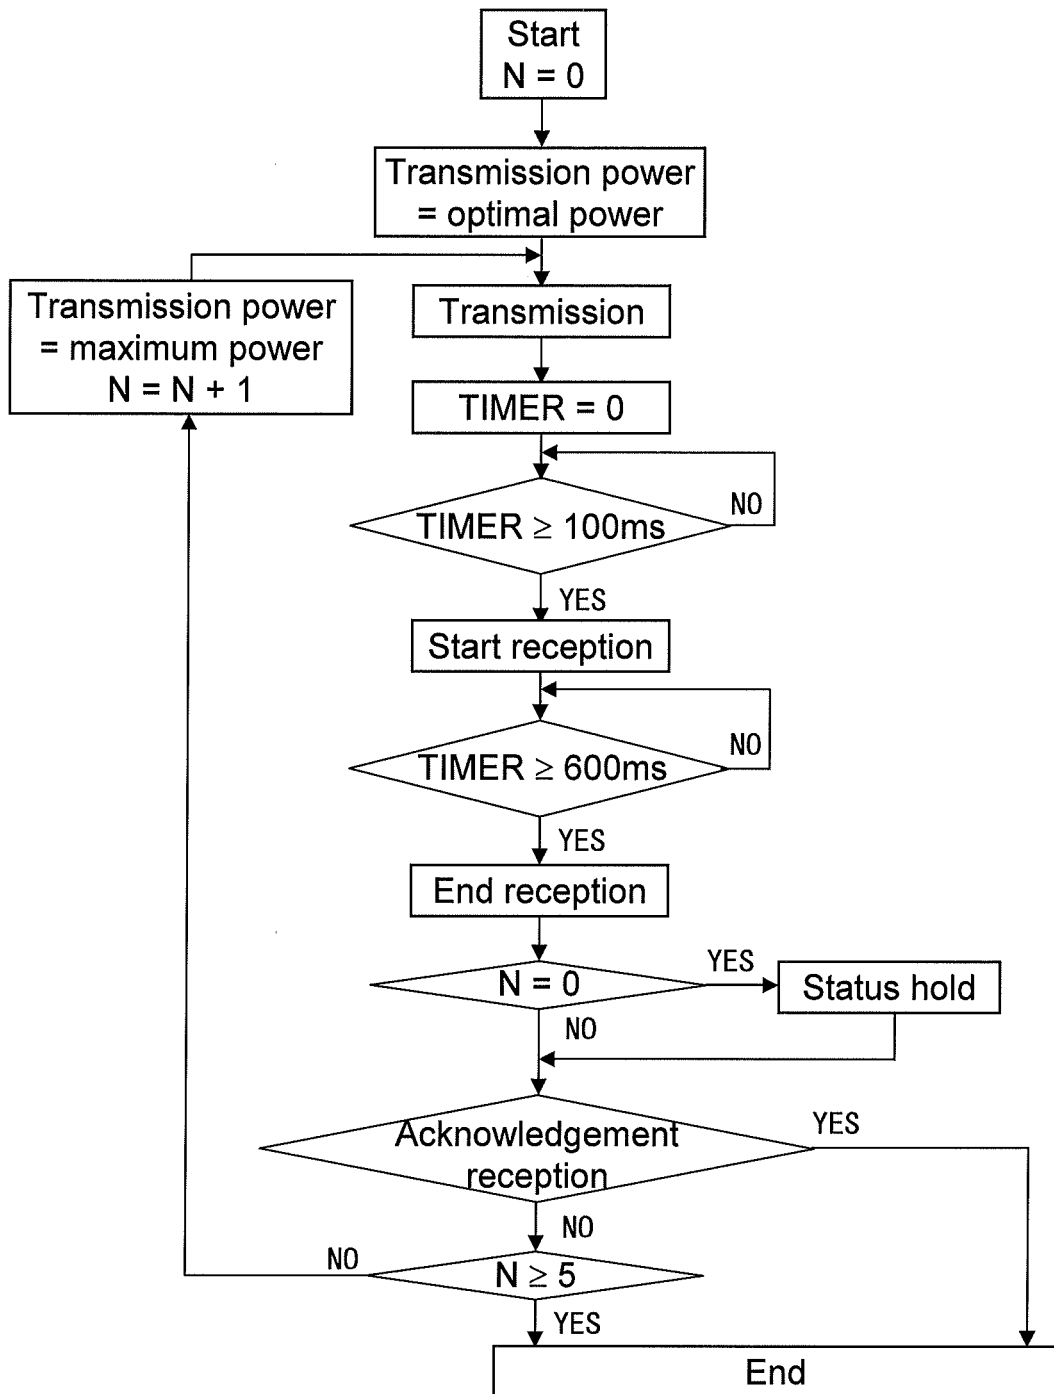 Start
N = 0
Transmission power
= optimal power
Transmission power
= maximum power
N = N + 1
Transmission
TIMER = 0
TIMER ≥ 100ms
NO
YES
Start reception
TIMER ≥ 600ms
NO
YES
End reception
N = 0
YES
Status hold
NO
Acknowledgement
reception
YES
NO
N ≥ 5
NO
YES
End